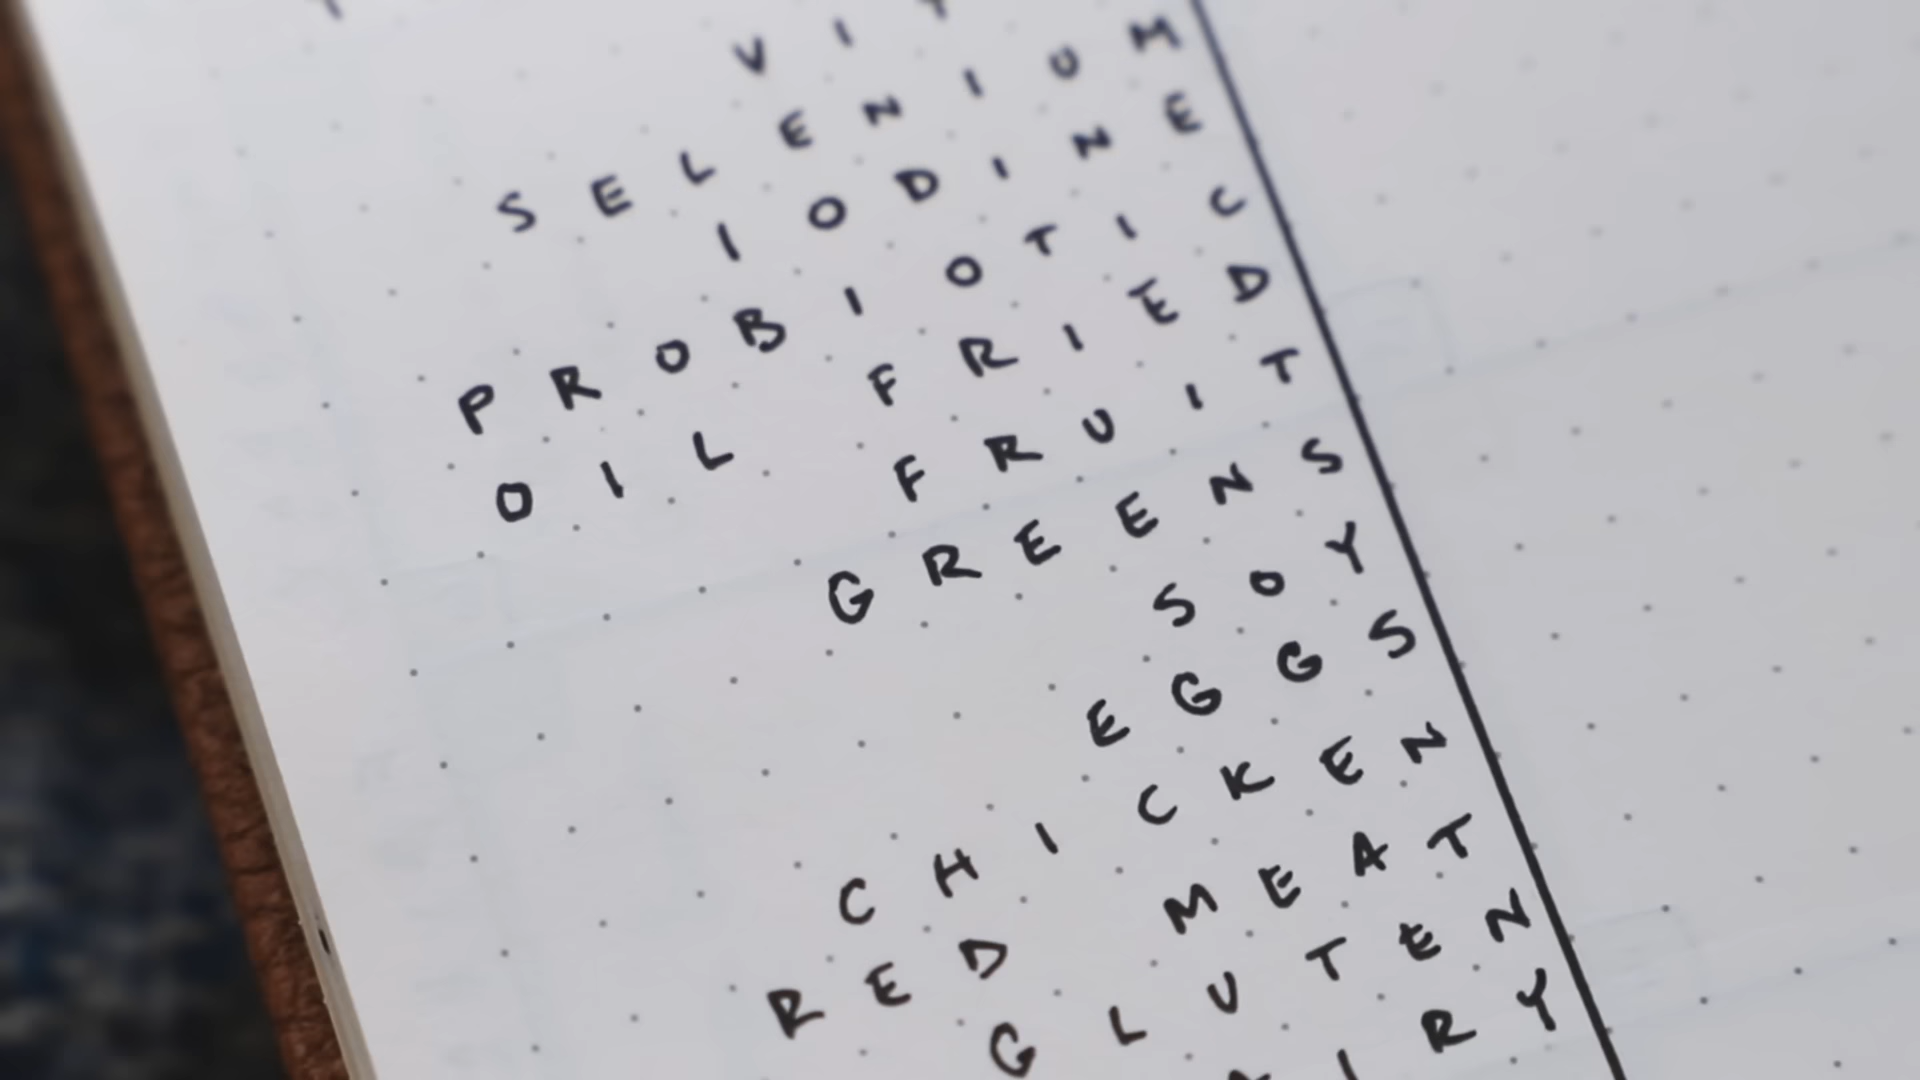 SELENIUM
IODINE
PROBIOTIC
OIL FRIED
FRUIT
GREENS
SOY
EGGS
CHICKEN
RED MEAT
GLUTEN